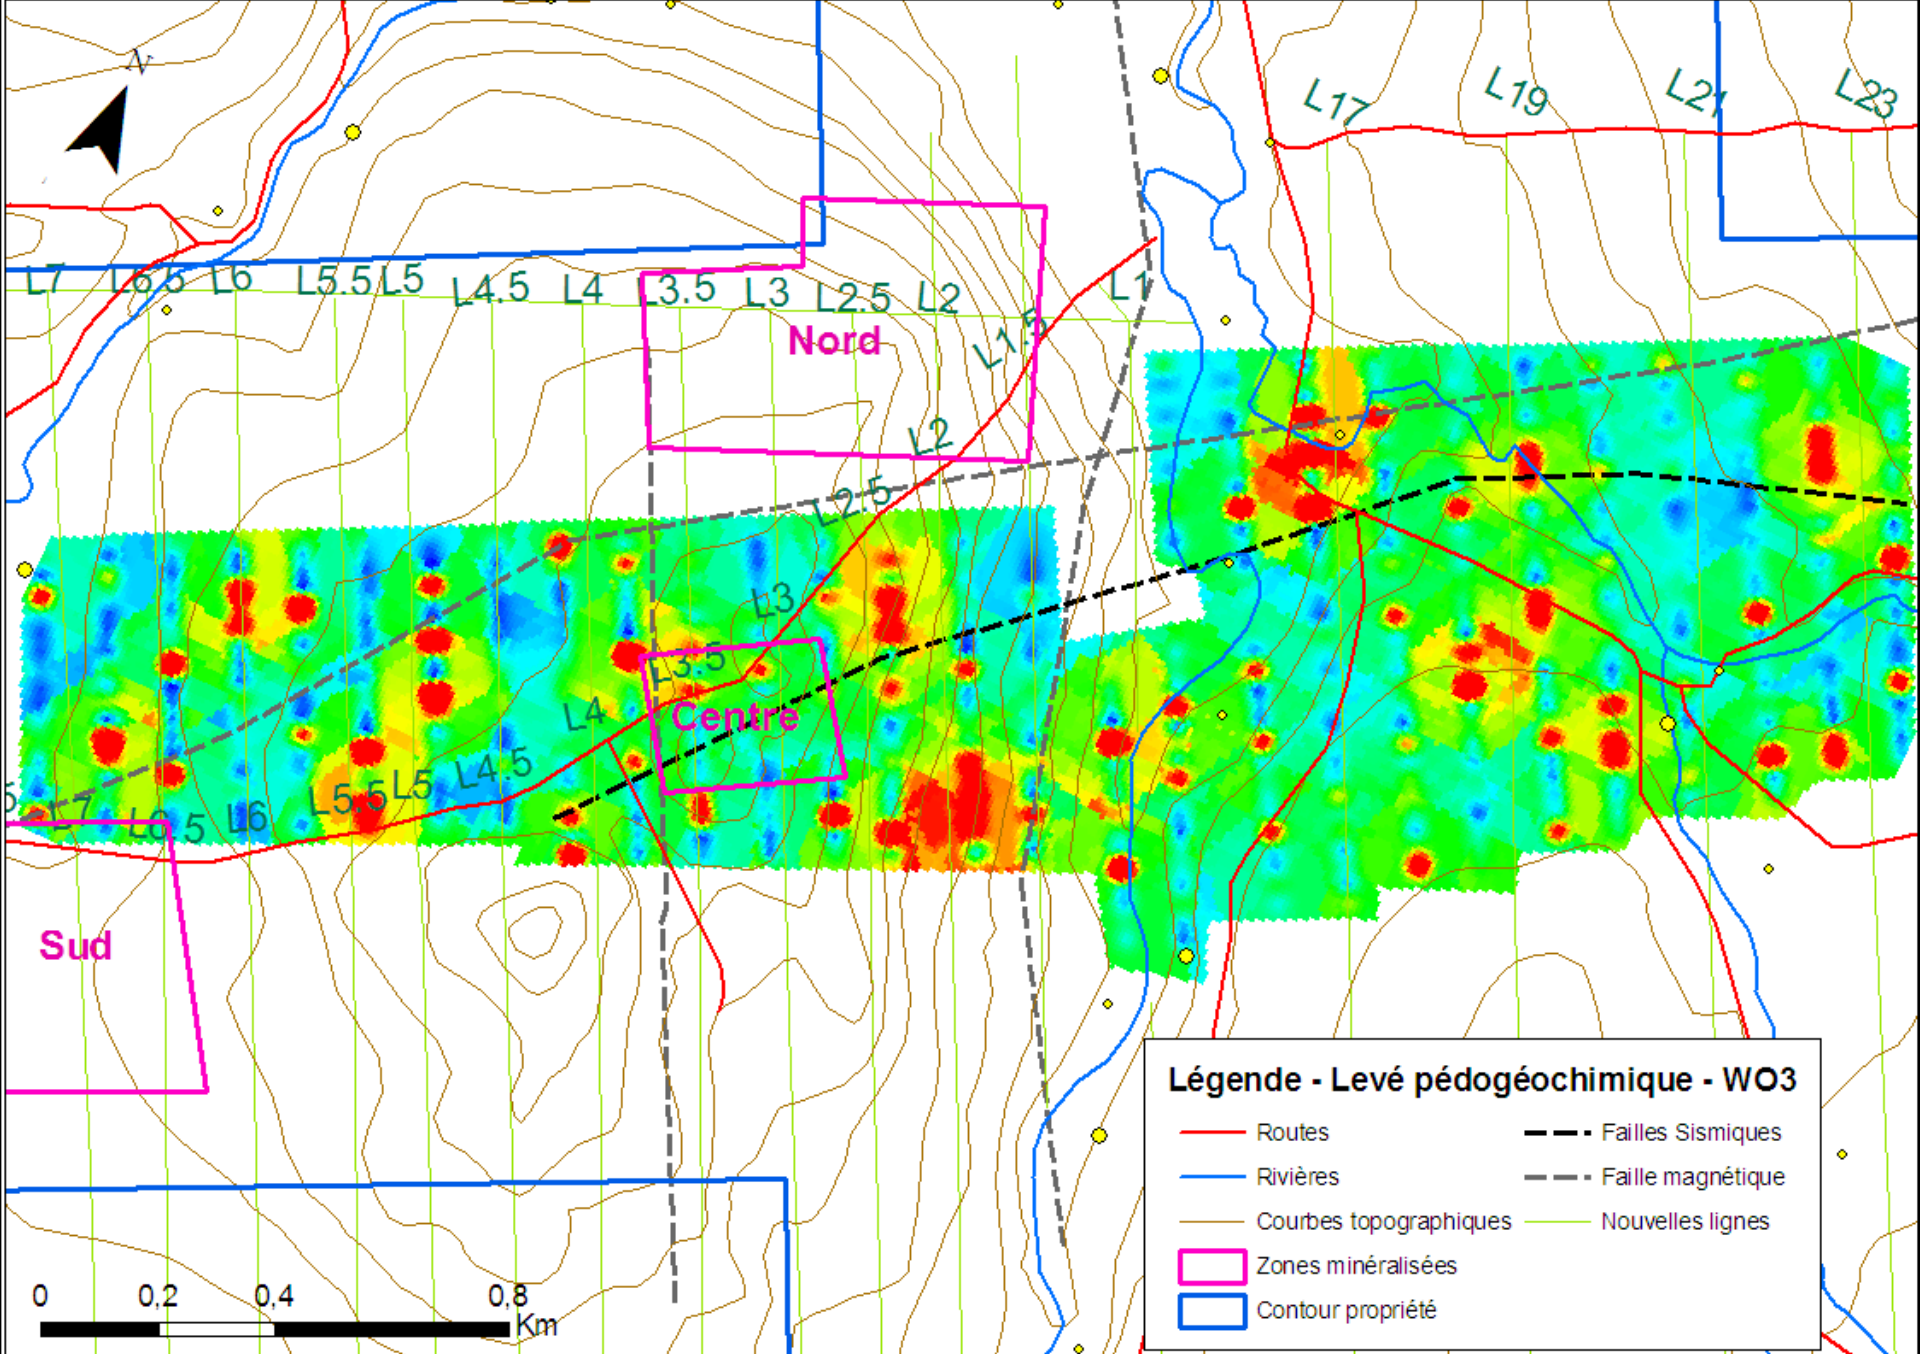 N
L17
L19
L21
L23
L7
L6.5
L6
L5.5
L5
L4.5
L4
L3.5
L3
L2.5
L2
L1
L1.5
Nord
L2
L2.5
L3
L3.5
Centre
L4
L4.5
L5
L5.5
L6
L6.5
L7
5
Sud
Légende - Levé pédogéochimique - WO3
Routes
Failles Sismiques
Rivières
Faille magnétique
Courbes topographiques
Nouvelles lignes
Zones minéralisées
Contour propriété
0 0,2 0,4 0,8
Km